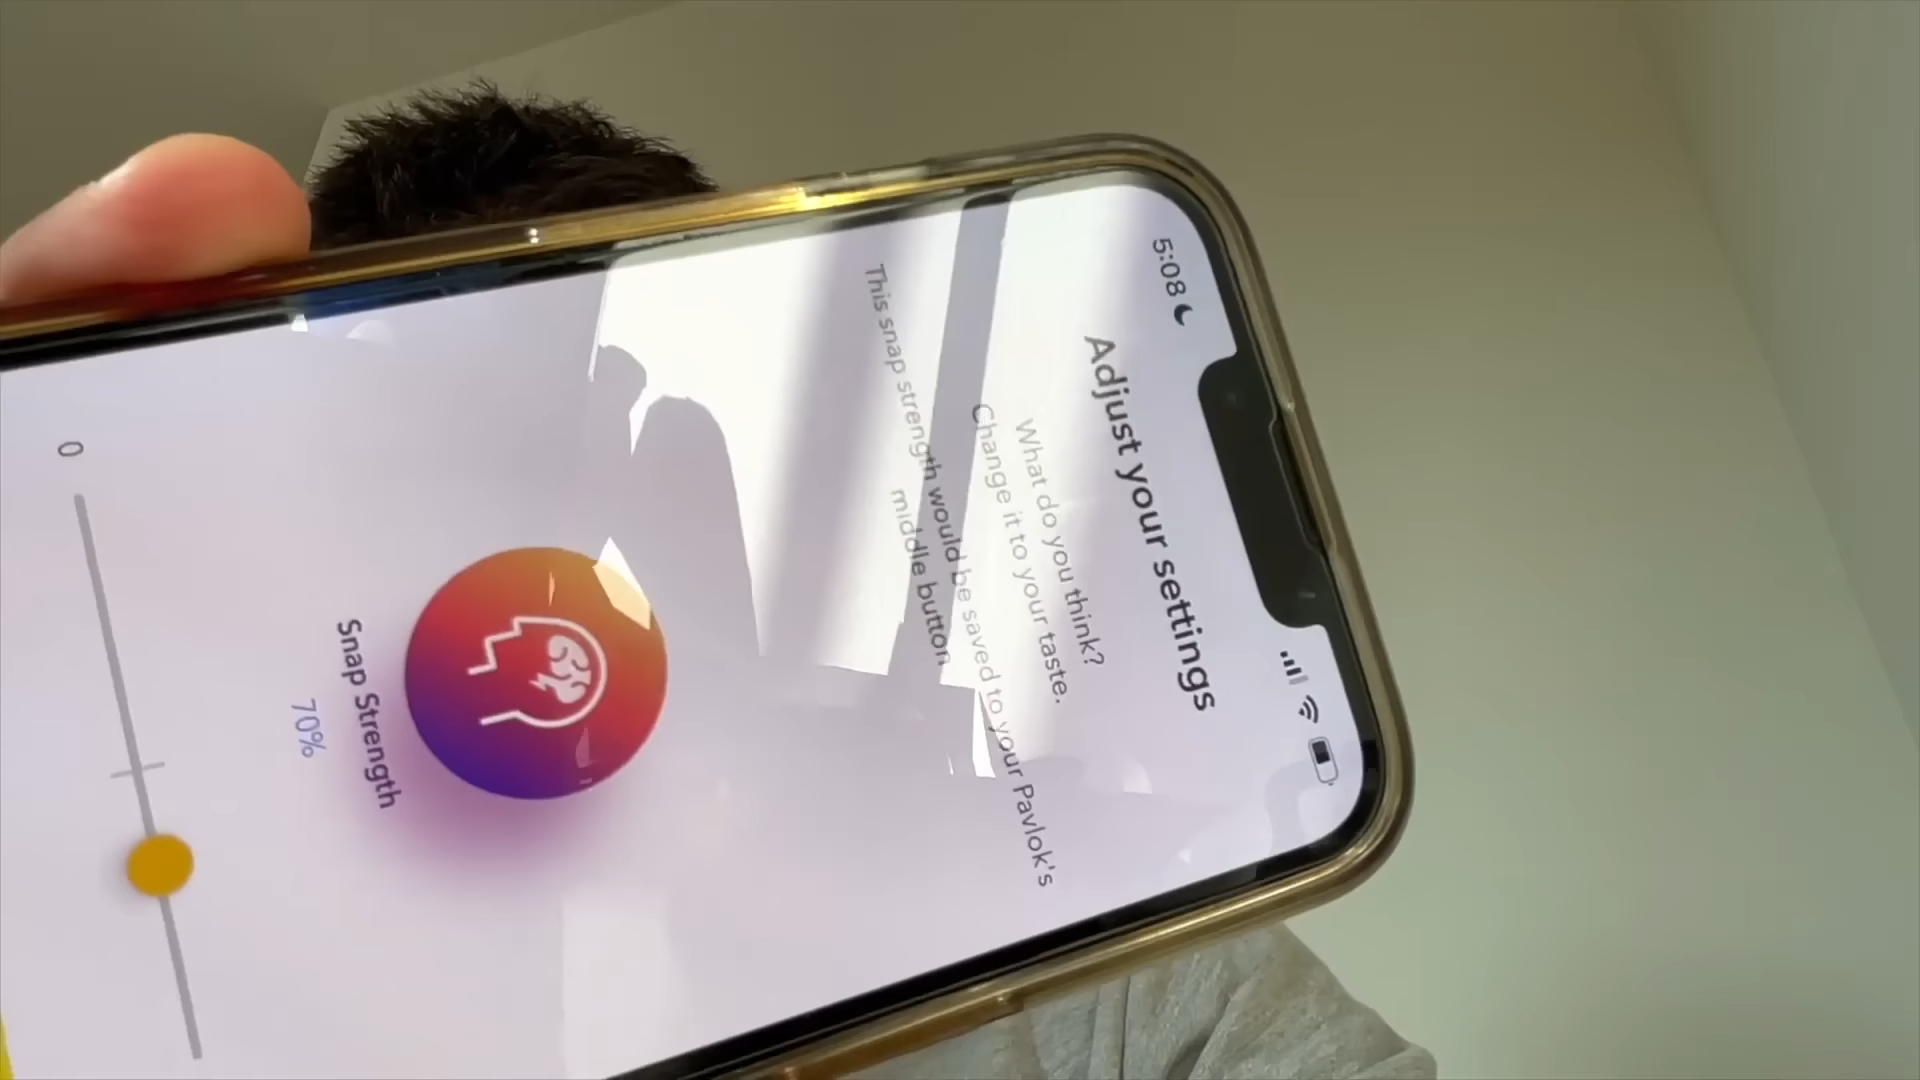 5:08
Adjust your settings
What do you think?
Change it to your taste.
This snap strength would be saved to your Pavlok's
middle button
Snap Strength
70%
0